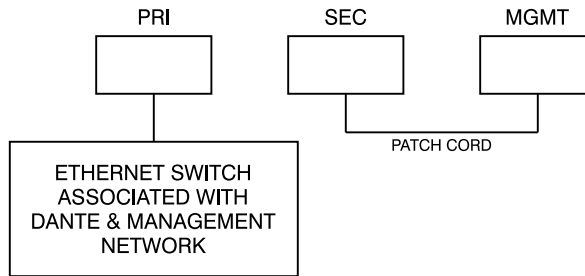 PRI
SEC
MGMT
PATCH CORD
ETHERNET SWITCH
ASSOCIATED WITH
DANTE & MANAGEMENT
NETWORK